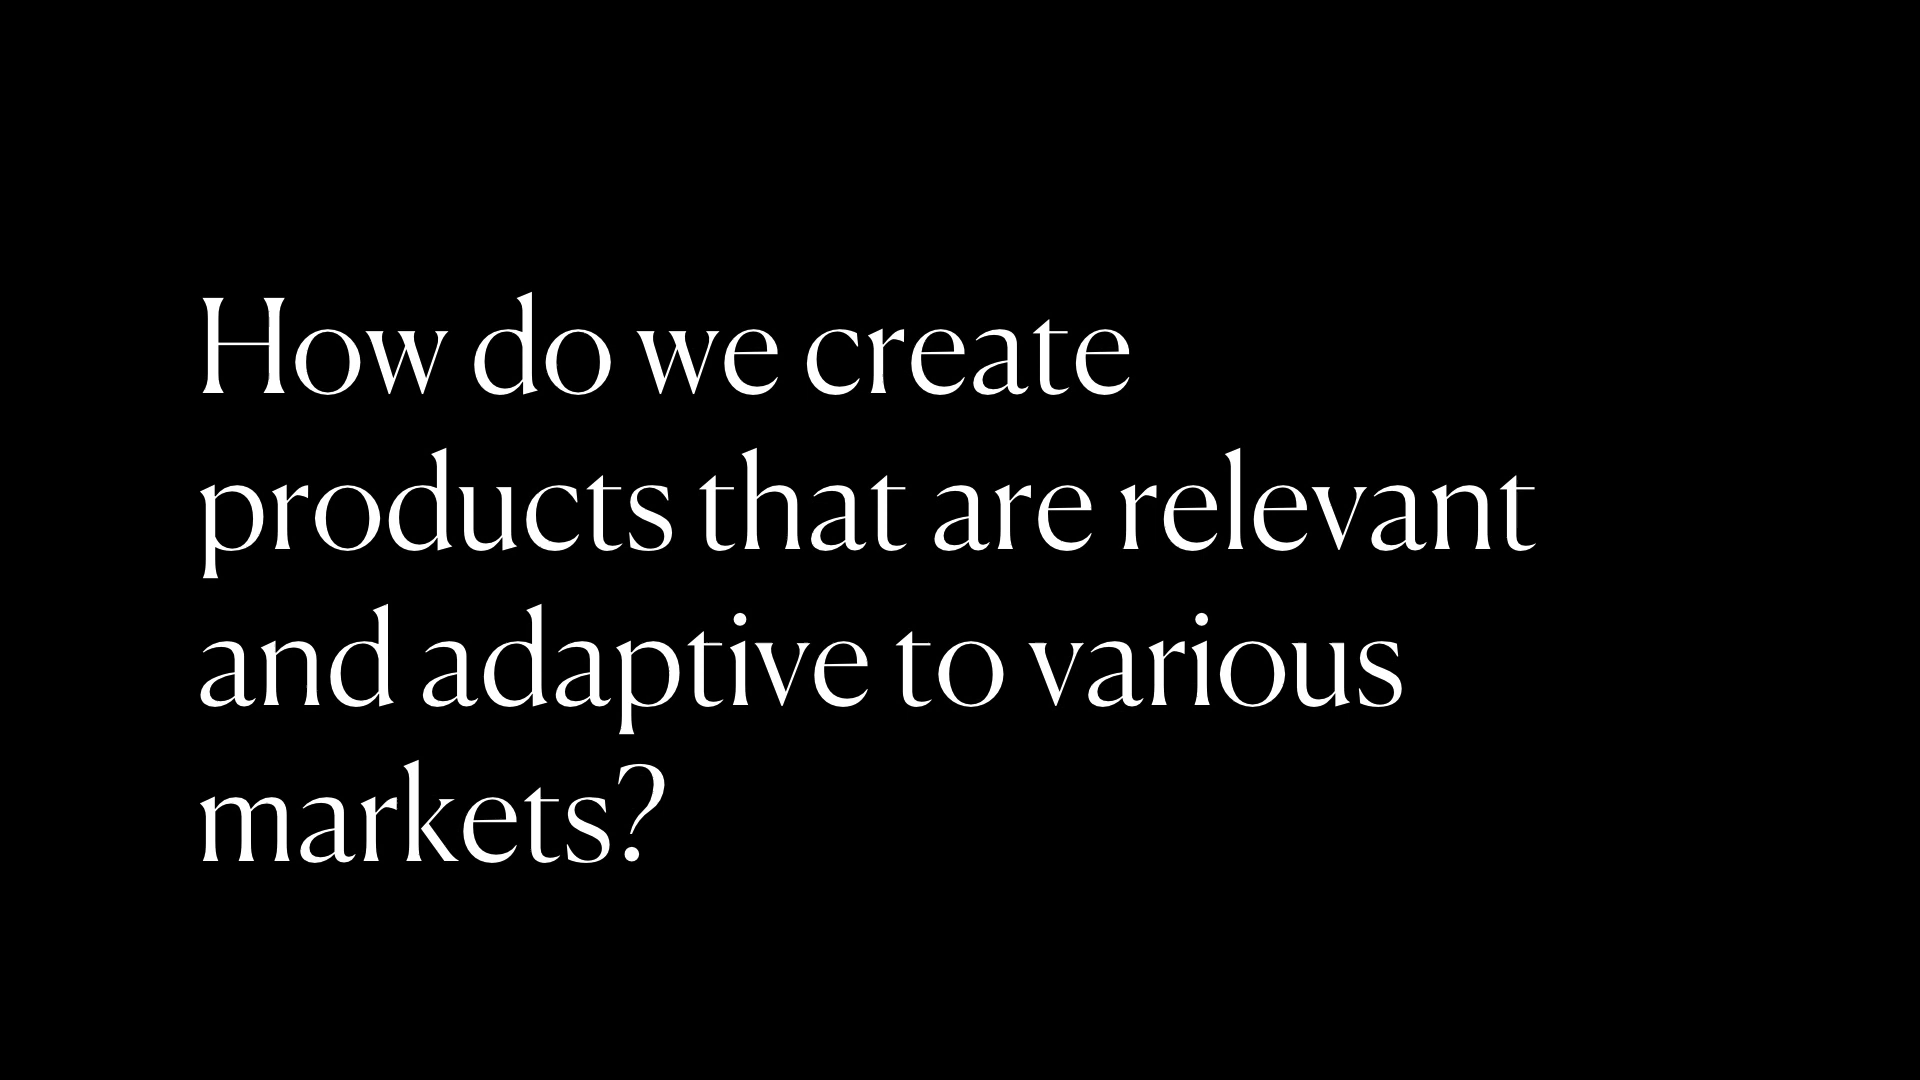 How do we create
products that are relevant
and adaptive to various
markets?